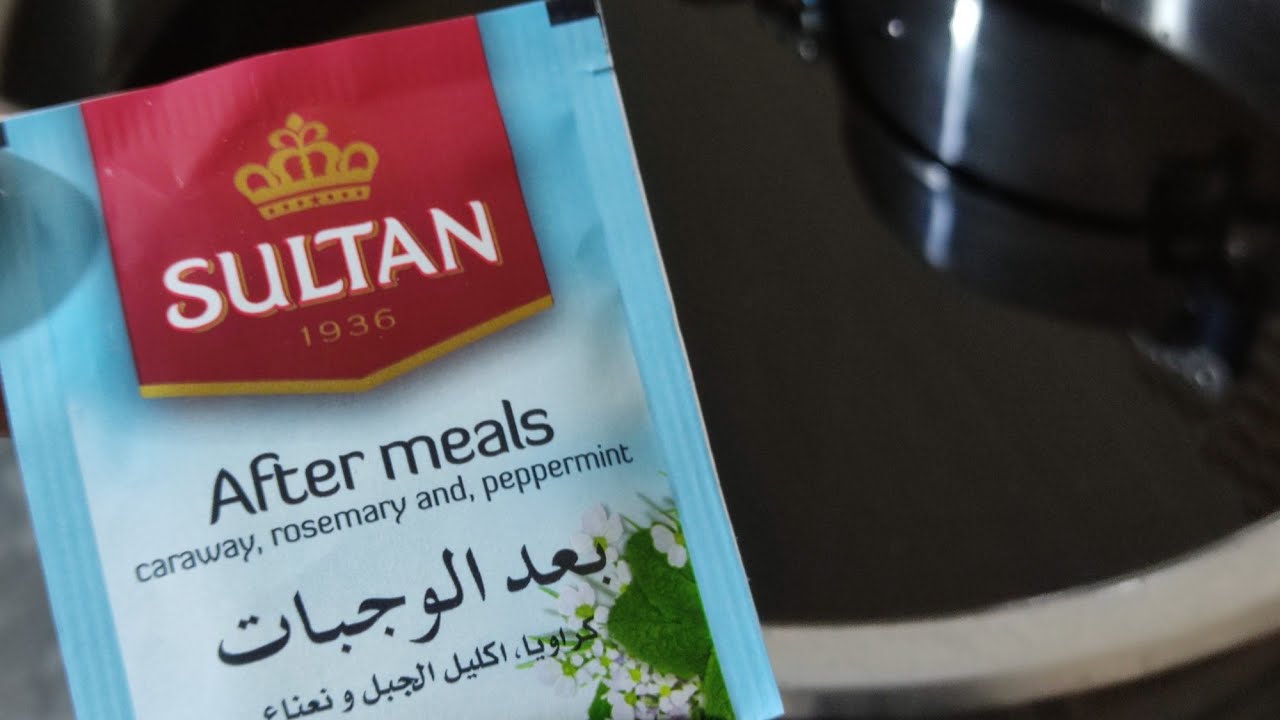 SULTAN
1936
After meals
caraway, rosemary and, peppermint
بعد الوجبات
كراويا، اكليل الجبل و نعناع